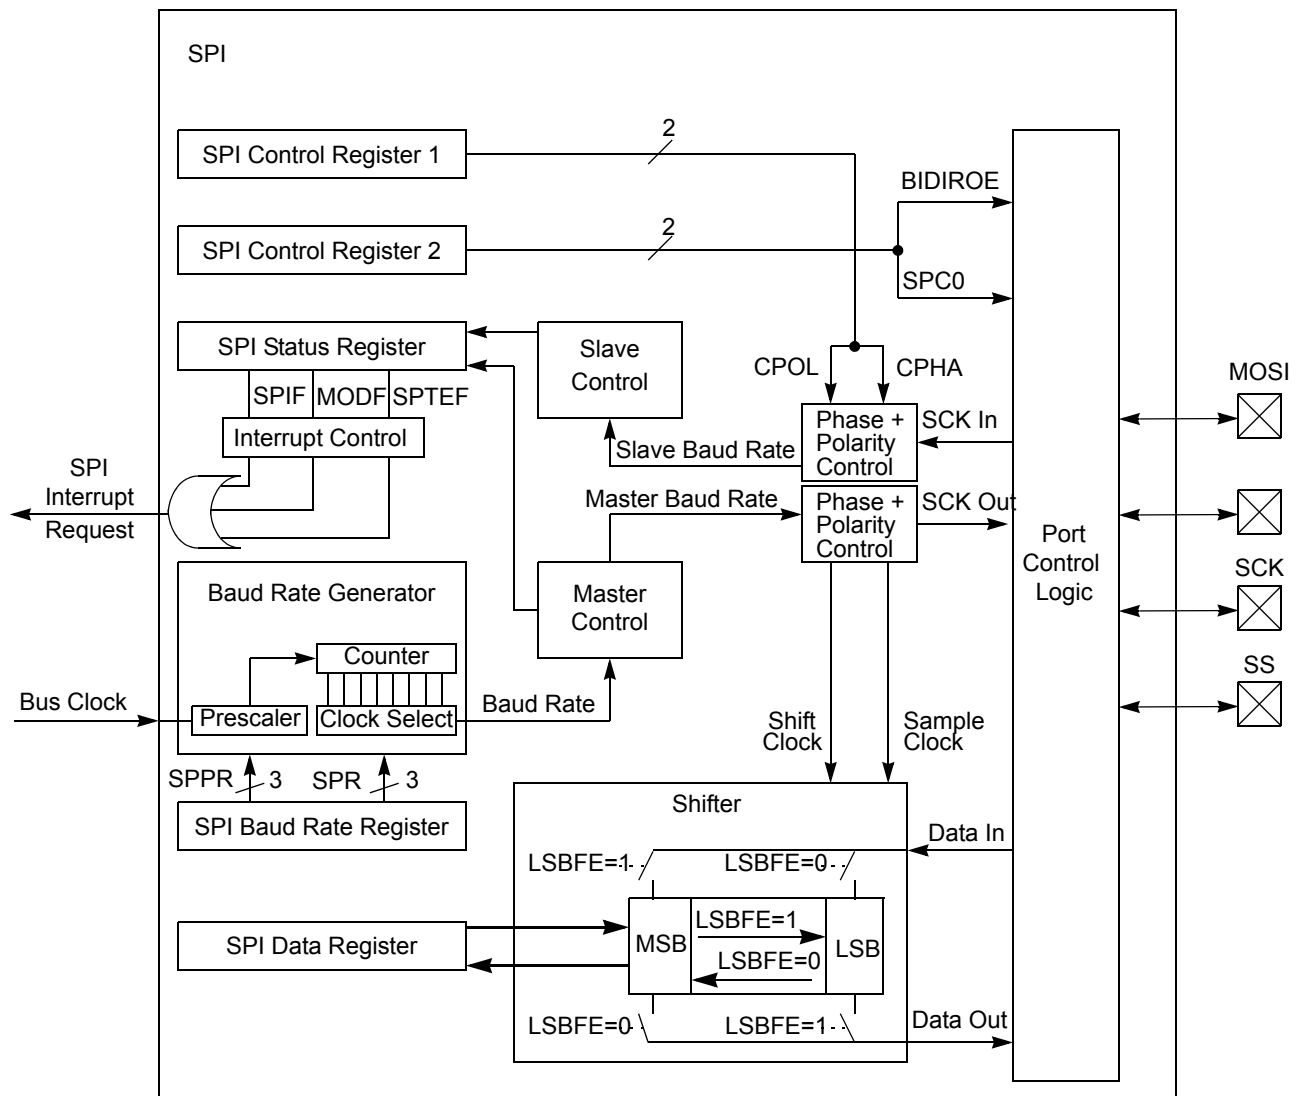 SPI
SPI Control Register 1
2
BIDIROE
SPI Control Register 2
2
SPC0
SPI Status Register
Slave
Control
CPOL
CPHA
MOSI
SPIF
MODF
SPTEF
Interrupt Control
Phase +
Polarity
Control
SCK In
Slave Baud Rate
SPI
Interrupt
Request
Master Baud Rate
Phase +
Polarity
Control
SCK Out
Port
Control
Logic
SCK
Baud Rate Generator
Master
Control
Counter
SS
Bus Clock
Prescaler
Clock Select
Baud Rate
Shift
Clock
Sample
Clock
SPPR
3
SPR
3
SPI Baud Rate Register
Shifter
Data In
LSBFE=1
LSBFE=0
SPI Data Register
MSB
LSBFE=1
LSBFE=0
LSB
LSBFE=0
LSBFE=1
Data Out